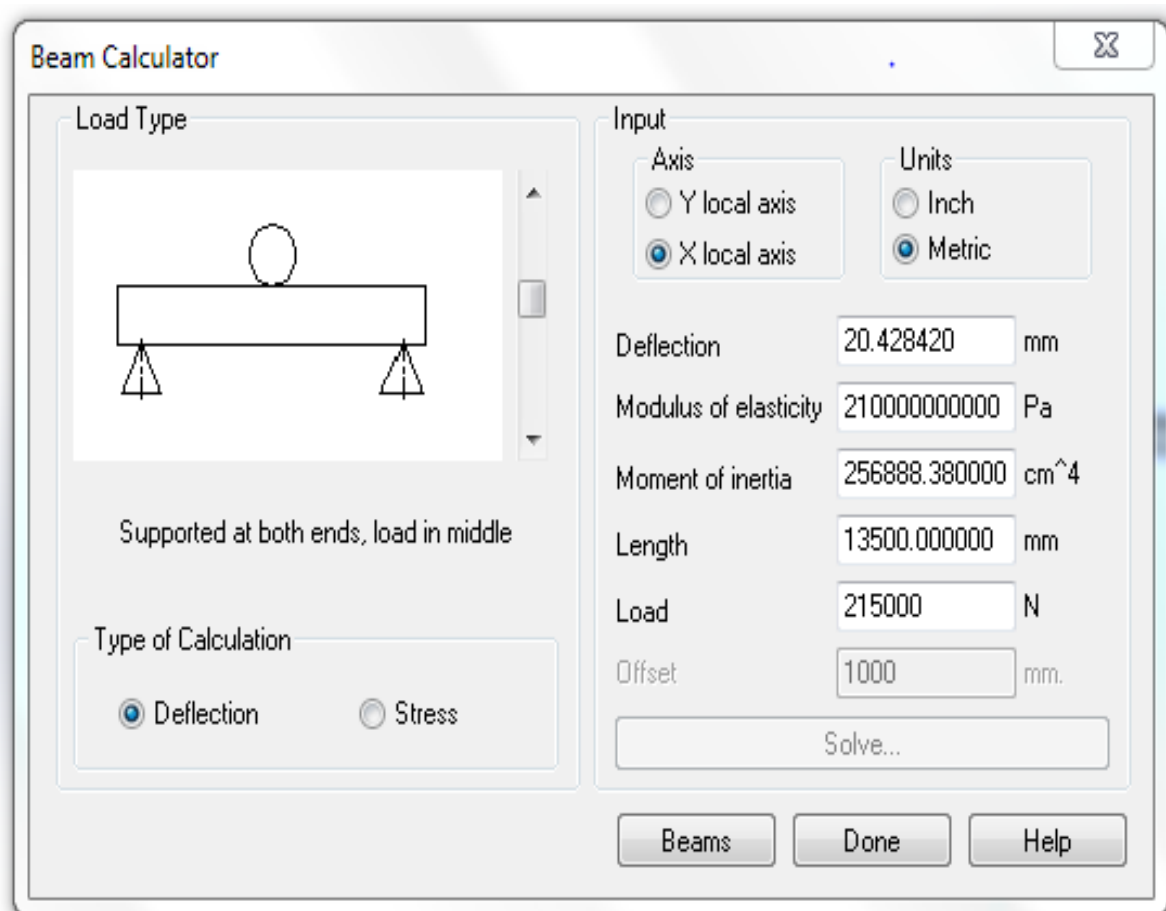 Beam Calculator
Load Type
Supported at both ends, load in middle
Type of Calculation
Deflection Stress
Input
Axis
Y local axis
X local axis
Units
Inch
Metric
Deflection 20.428420 mm
Modulus of elasticity 210000000000 Pa
Moment of inertia 256888.380000 cm^4
Length 13500.000000 mm
Load 215000 N
Offset 1000 mm.
Solve...
Beams Done Help